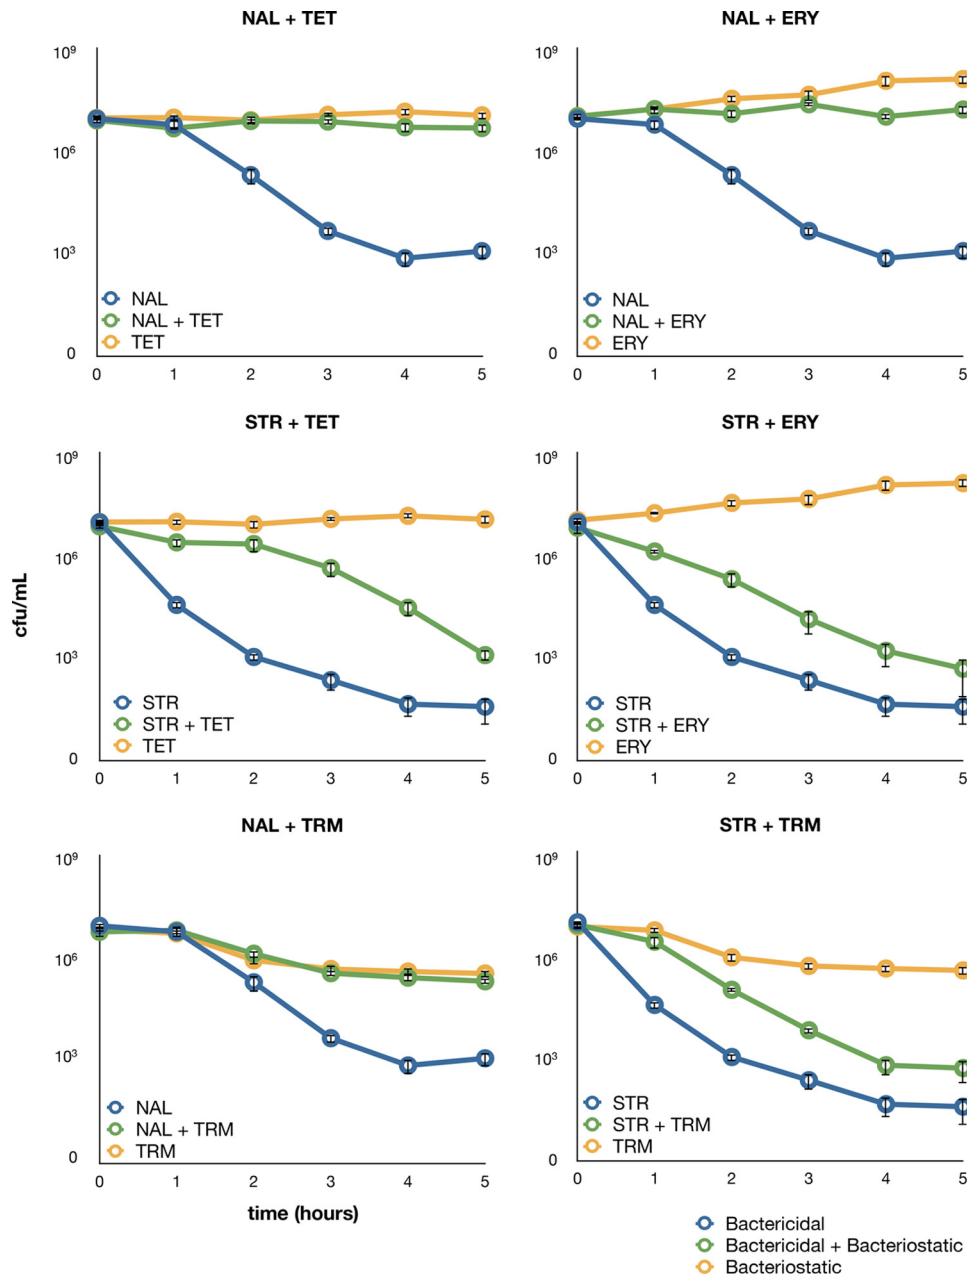 NAL + TET
10⁹
10⁶
10³
0
NAL
NAL + TET
TET
0 1 2 3 4 5
NAL + ERY
10⁹
10⁶
10³
0
NAL
NAL + ERY
ERY
0 1 2 3 4 5
STR + TET
10⁹
10⁶
10³
0
STR
STR + TET
TET
0 1 2 3 4 5
cfu/mL
STR + ERY
10⁹
10⁶
10³
0
STR
STR + ERY
ERY
0 1 2 3 4 5
NAL + TRM
10⁹
10⁶
10³
0
NAL
NAL + TRM
TRM
0 1 2 3 4 5
time (hours)
STR + TRM
10⁹
10⁶
10³
0
STR
STR + TRM
TRM
0 1 2 3 4 5
Bactericidal
Bactericidal + Bacteriostatic
Bacteriostatic